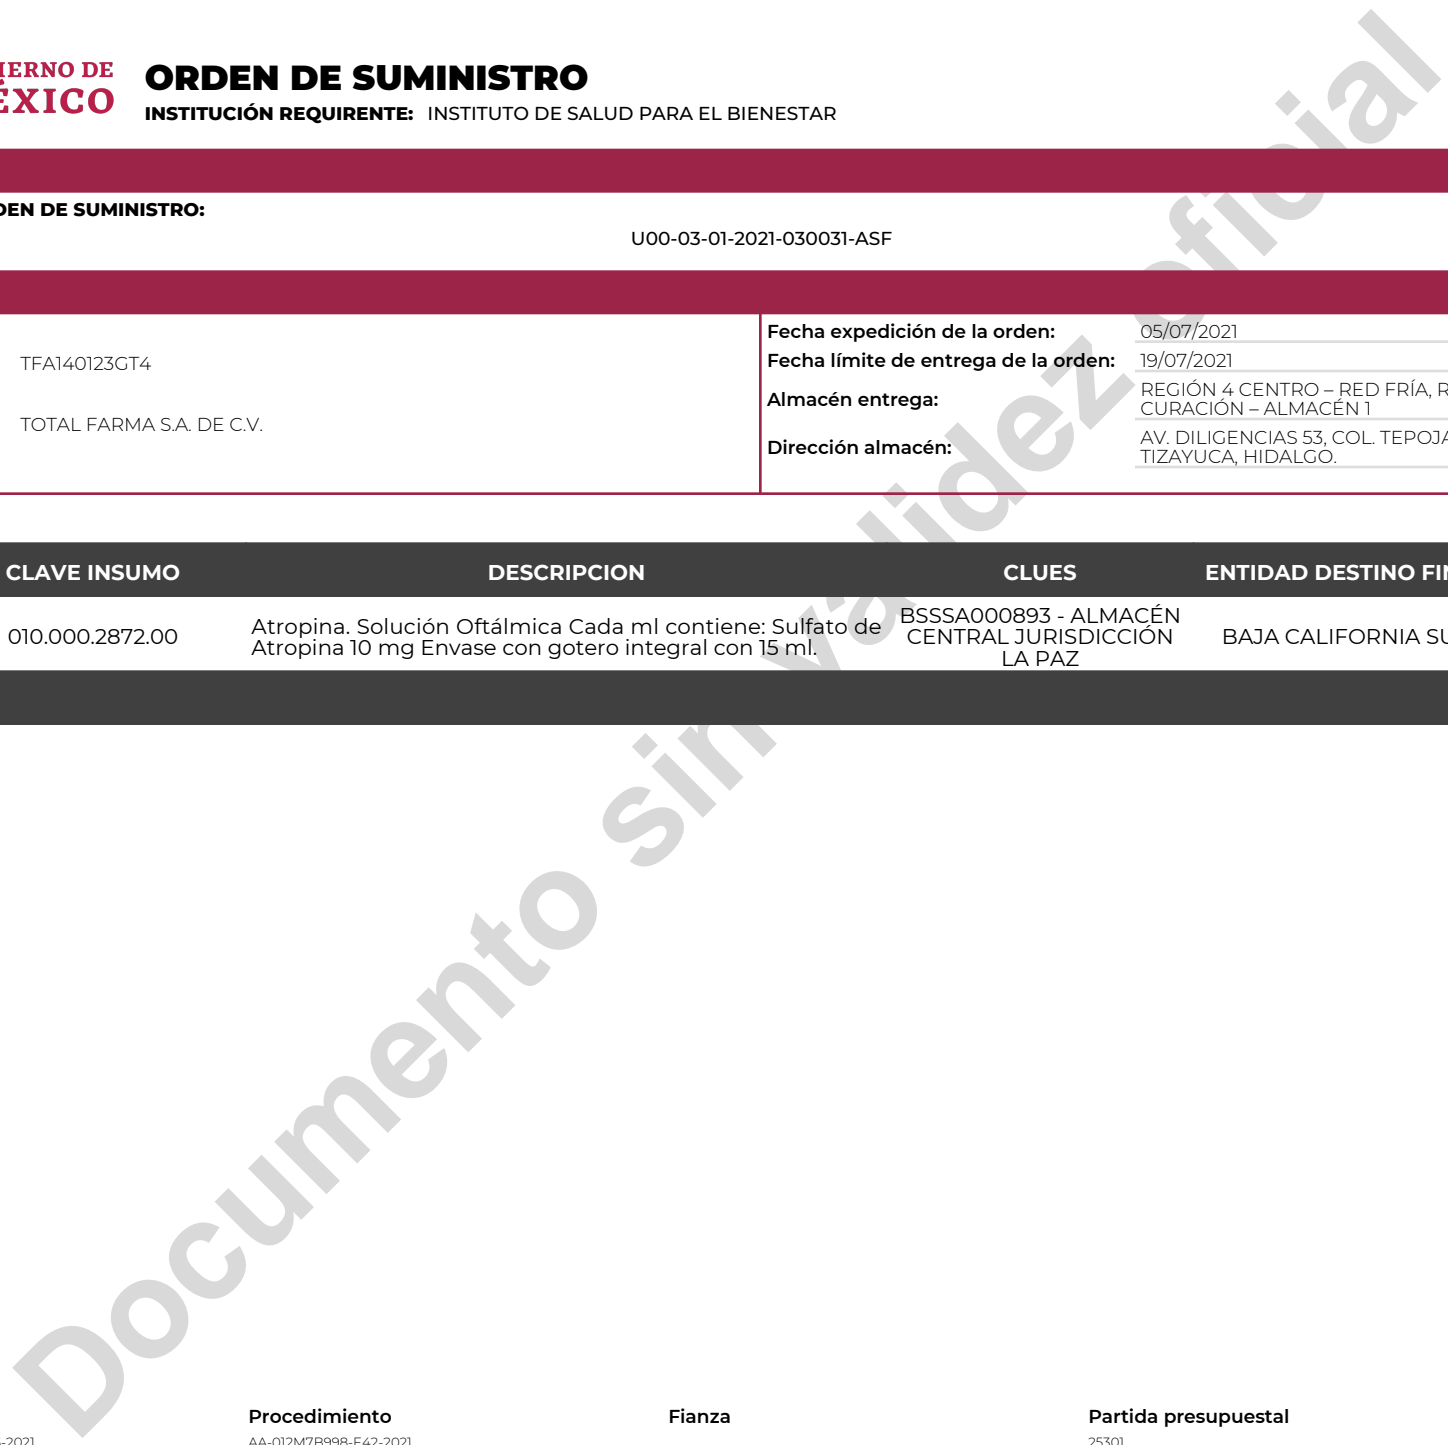 IERNO DE
ÉXICO
ORDEN DE SUMINISTRO
INSTITUCIÓN REQUIRENTE: INSTITUTO DE SALUD PARA EL BIENESTAR
DEN DE SUMINISTRO:
U00-03-01-2021-030031-ASF
TFA140123GT4
TOTAL FARMA S.A. DE C.V.
Fecha expedición de la orden: 05/07/2021
Fecha límite de entrega de la orden: 19/07/2021
Almacén entrega: REGIÓN 4 CENTRO – RED FRÍA, R
CURACIÓN – ALMACÉN 1
Dirección almacén: AV. DILIGENCIAS 53, COL. TEPOJA
TIZAYUCA, HIDALGO.
CLAVE INSUMO DESCRIPCION CLUES ENTIDAD DESTINO FIN
010.000.2872.00
Atropina. Solución Oftálmica Cada ml contiene: Sulfato de
Atropina 10 mg Envase con gotero integral con 15 ml.
BSSSA000893 - ALMACÉN
CENTRAL JURISDICCIÓN
LA PAZ
BAJA CALIFORNIA SU
Documento sin validez oficial
Procedimiento Fianza Partida presupuestal
-2021 AA-012M7B998-E42-2021 25301